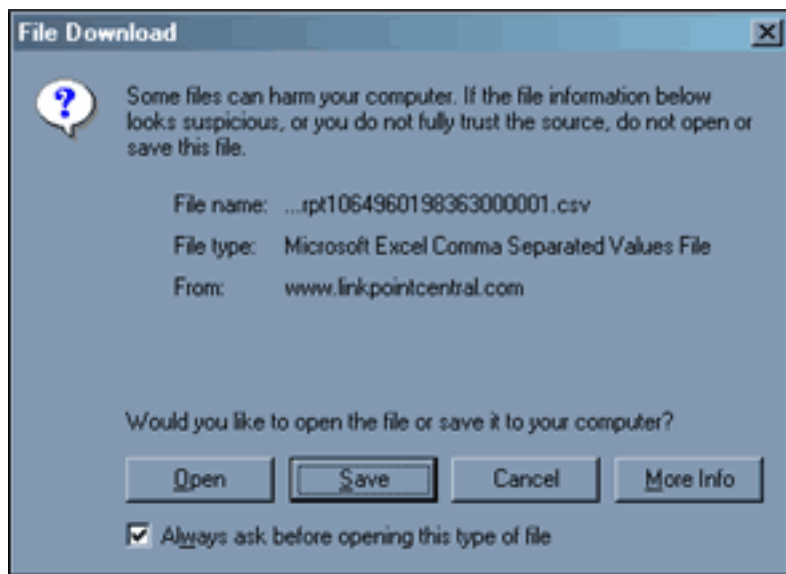 File Download
Some files can harm your computer. If the file information below
looks suspicious, or you do not fully trust the source, do not open or
save this file.
File name: ...rpt1064960198363000001.csv
File type: Microsoft Excel Comma Separated Values File
From: www.linkpointcentral.com
Would you like to open the file or save it to your computer?
Open Save Cancel More Info
Always ask before opening this type of file